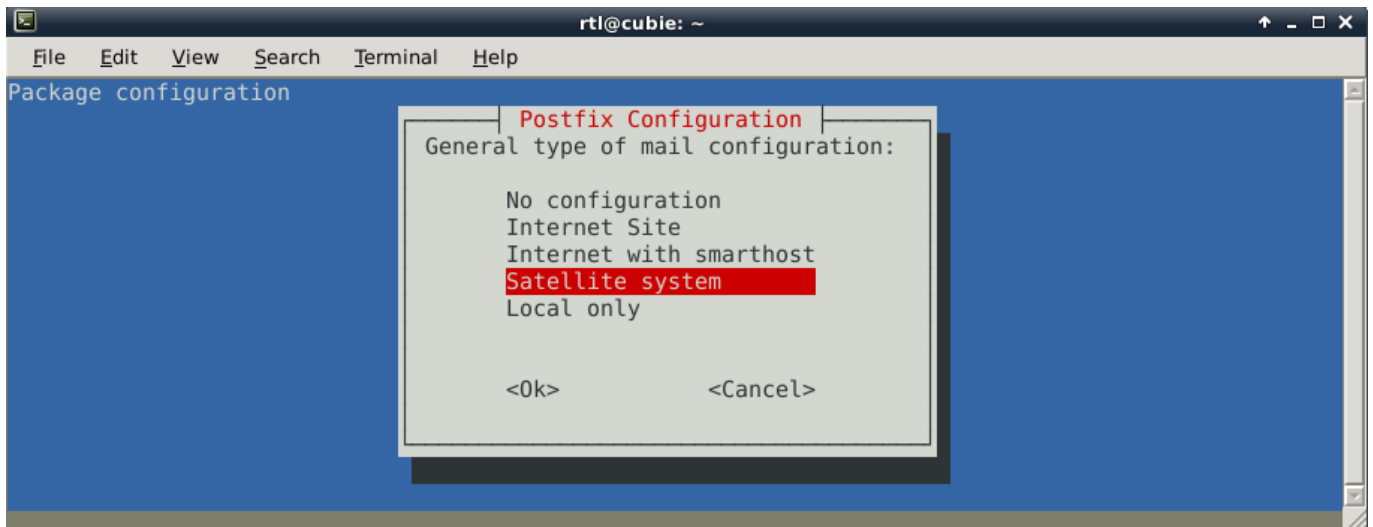 rtl@cubie: ~
File Edit View Search Terminal Help
Package configuration
Postfix Configuration
General type of mail configuration:
No configuration
Internet Site
Internet with smarthost
Satellite system
Local only
<Ok> <Cancel>